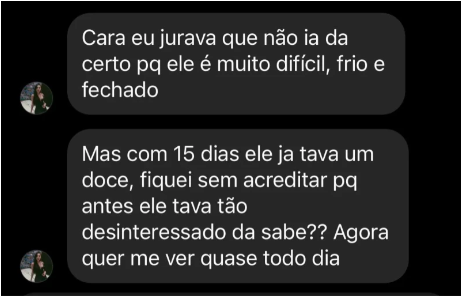 Cara eu jurava que não ia da
certo pq ele é muito difícil, frio e
fechado
Mas com 15 dias ele ja tava um
doce, fiquei sem acreditar pq
antes ele tava tão
desinteressado da sabe?? Agora
quer me ver quase todo dia